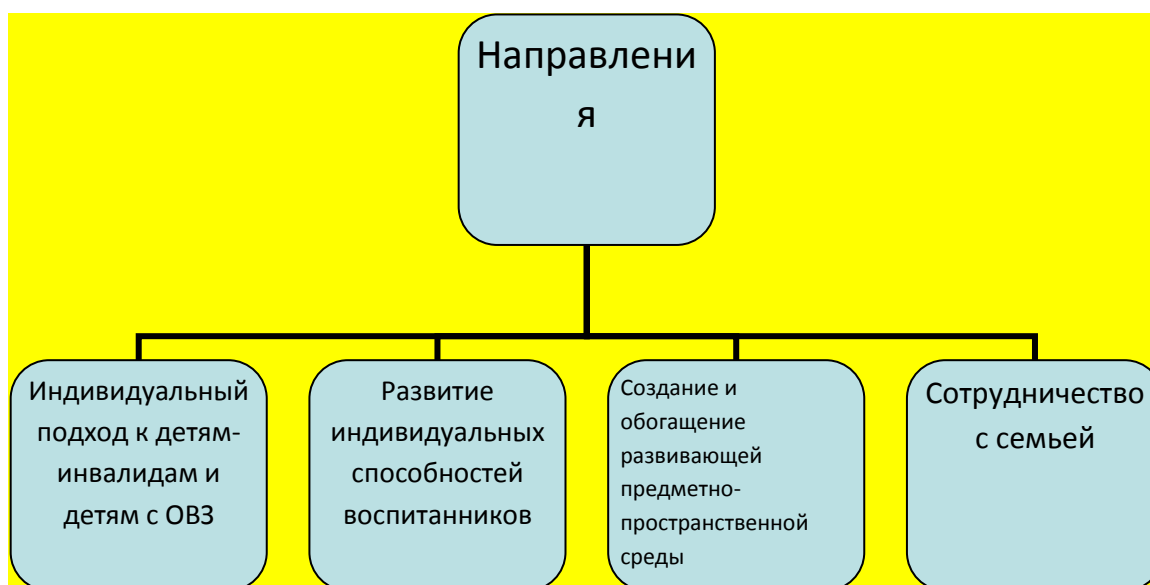 Направлени
я
Индивидуальный
подход к детям-
инвалидам и
детям с ОВЗ
Развитие
индивидуальных
способностей
воспитанников
Создание и
обогащение
развивающей
предметно-
пространственной
среды
Сотрудничество
с семьей